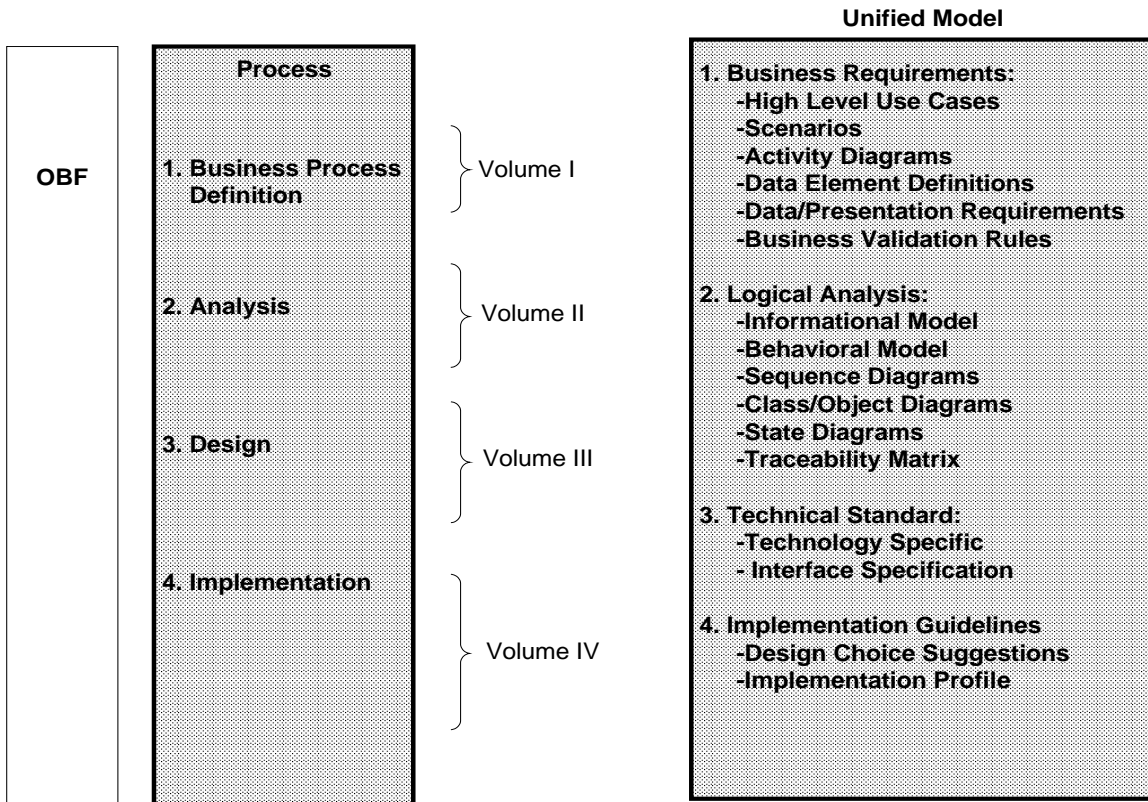 Unified Model
OBF
Process
1. Business Process
Definition
2. Analysis
3. Design
4. Implementation
Volume I
Volume II
Volume III
Volume IV
1. Business Requirements:
-High Level Use Cases
-Scenarios
-Activity Diagrams
-Data Element Definitions
-Data/Presentation Requirements
-Business Validation Rules
2. Logical Analysis:
-Informational Model
-Behavioral Model
-Sequence Diagrams
-Class/Object Diagrams
-State Diagrams
-Traceability Matrix
3. Technical Standard:
-Technology Specific
- Interface Specification
4. Implementation Guidelines
-Design Choice Suggestions
-Implementation Profile